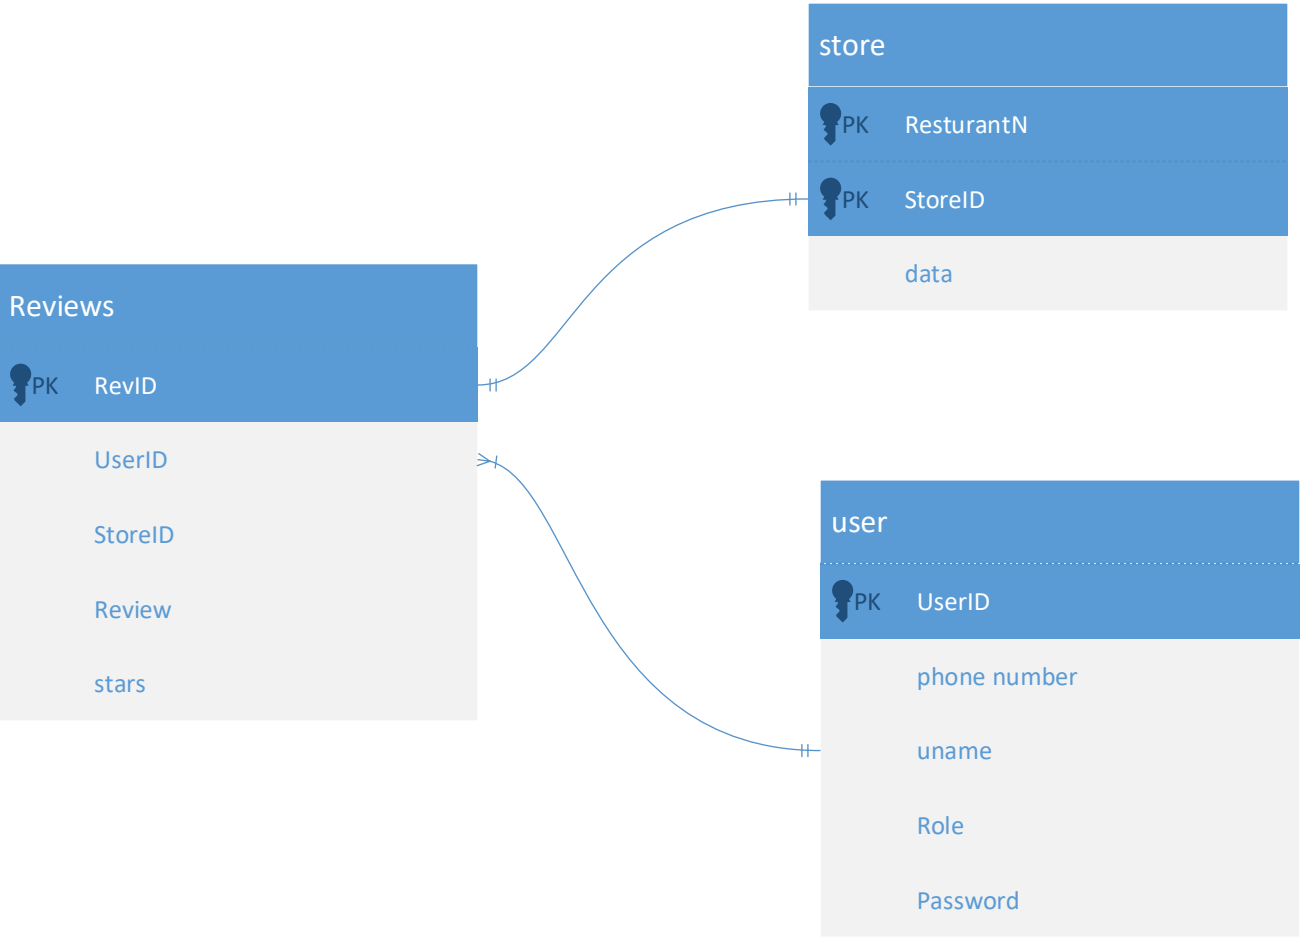 store
PK ResturantN
PK StoreID
data
Reviews
PK RevID
UserID
StoreID
Review
stars
user
PK UserID
phone number
uname
Role
Password